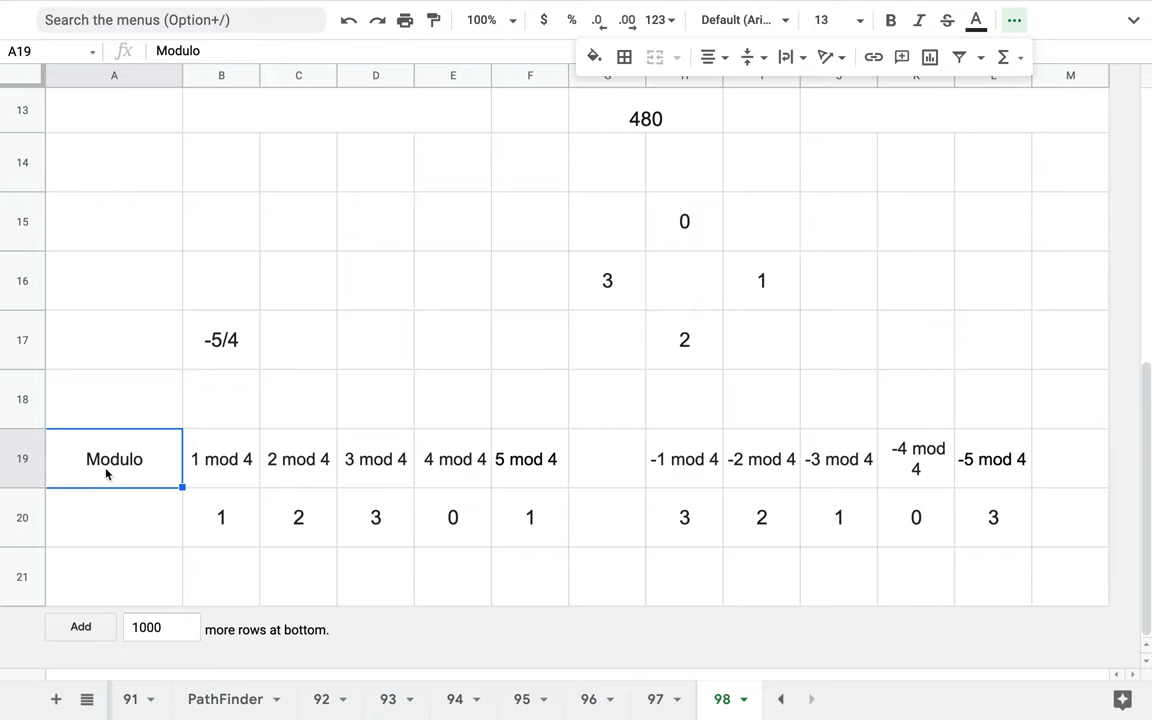 Search the menus (Option+/)
100%
$ % .0 .00 123
Default (Ari...
13
B I S A
A19
fx Modulo
A B C D E F M
13 480
14
15 0
16 3 1
17 -5/4 2
18
19 Modulo 1 mod 4 2 mod 4 3 mod 4 4 mod 4 5 mod 4 -1 mod 4 -2 mod 4 -3 mod 4 -4 mod 4 -5 mod 4
20 1 2 3 0 1 3 2 1 0 3
21
Add 1000 more rows at bottom.
91 PathFinder 92 93 94 95 96 97 98